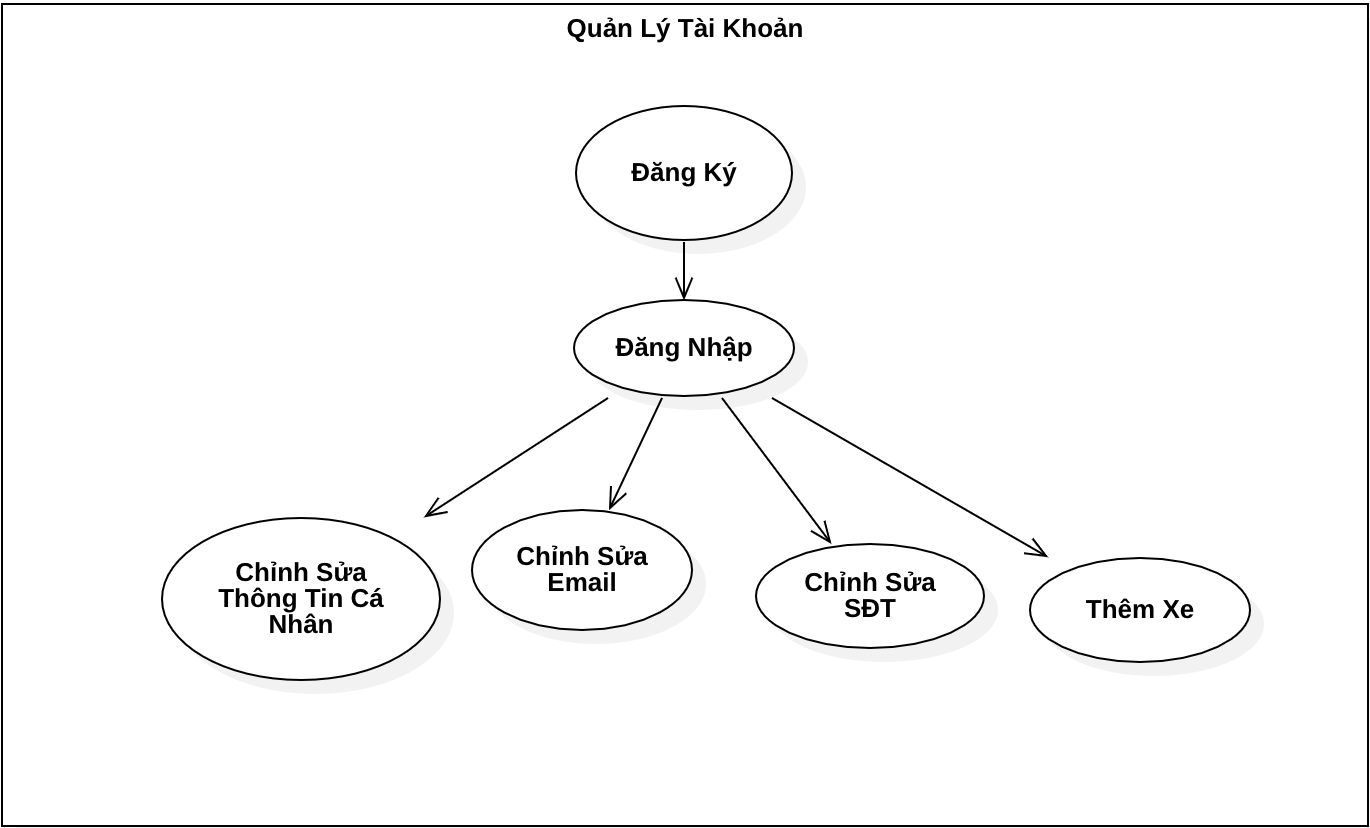 Quản Lý Tài Khoản
Đăng Ký
Đăng Nhập
Chỉnh Sửa
Thông Tin Cá
Nhân
Chỉnh Sửa
Email
Chỉnh Sửa
SĐT
Thêm Xe